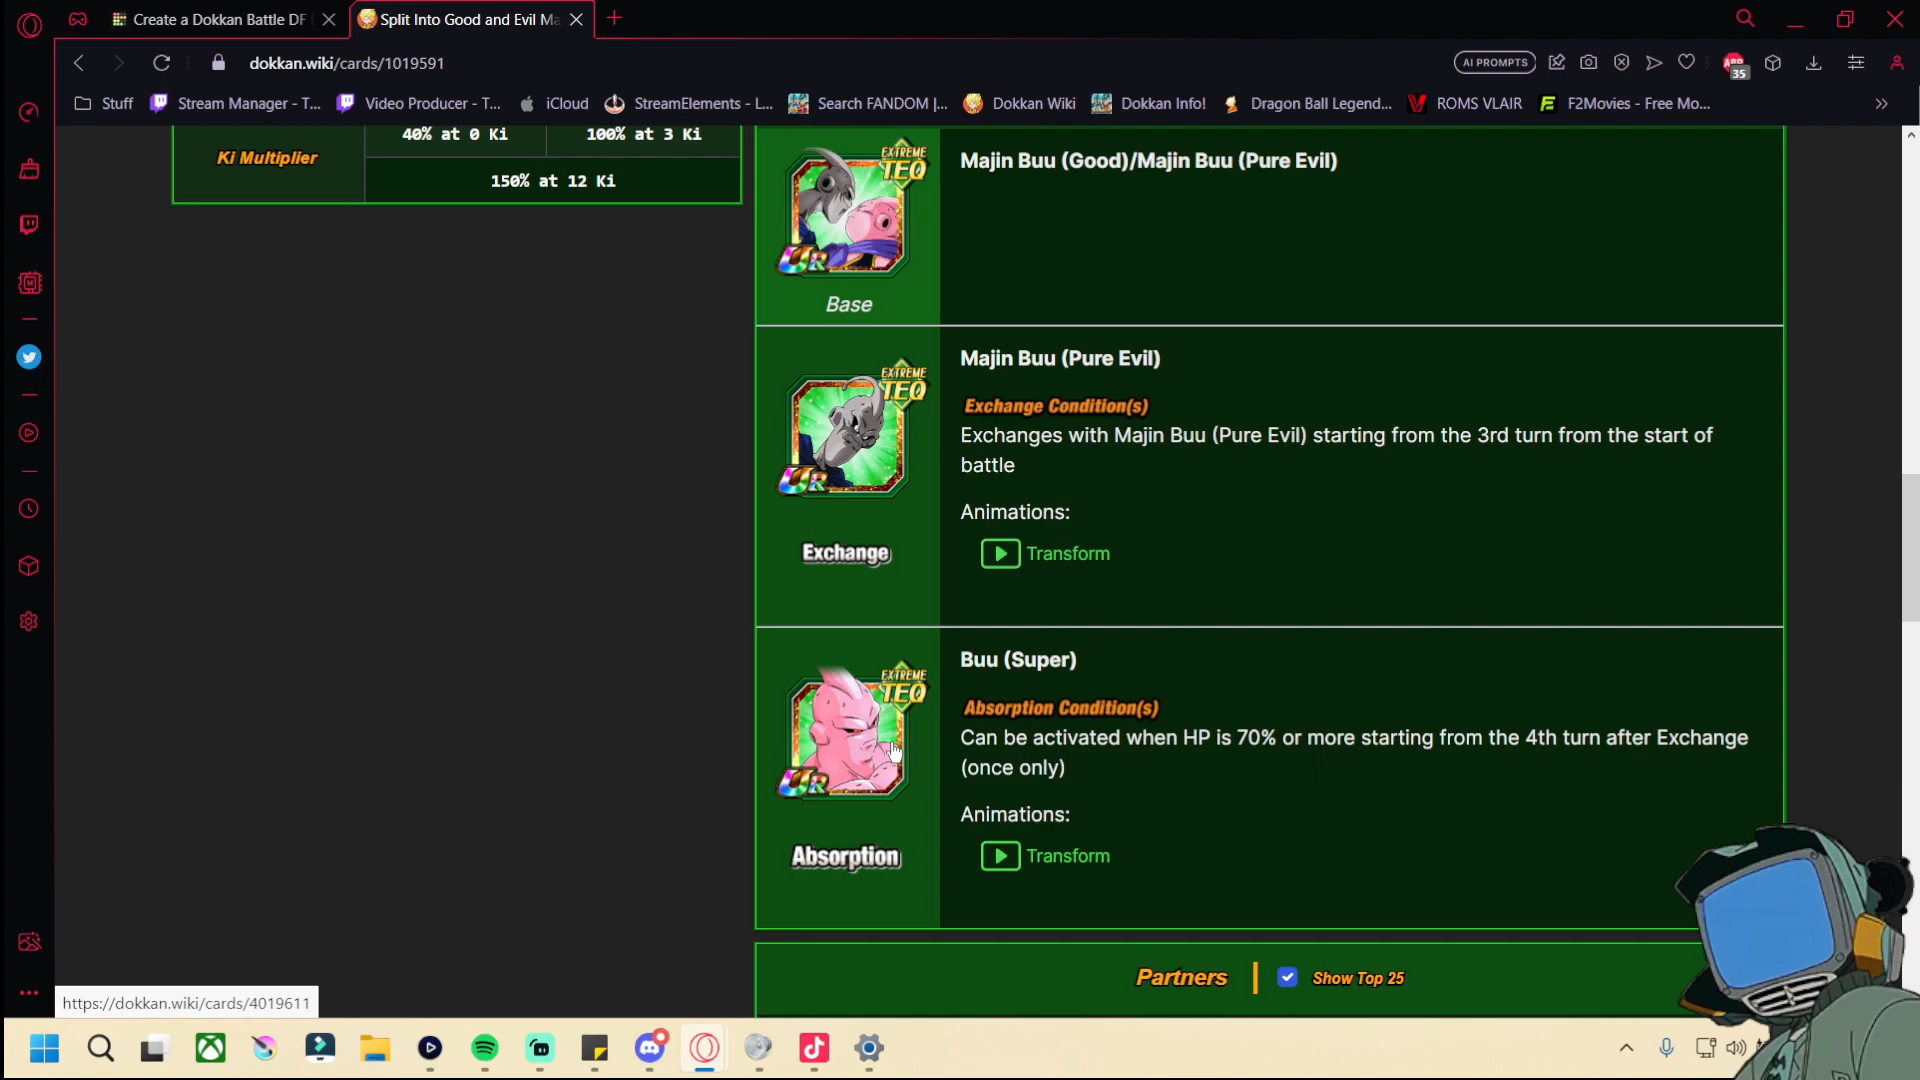 Create a Dokkan Battle DF
Split Into Good and Evil Ma
dokkan.wiki/cards/1019591
AI PROMPTS
ABP
35
Stuff
Stream Manager - T...
Video Producer - T...
iCloud
StreamElements - L...
Search FANDOM |...
Dokkan Wiki
Dokkan Info!
Dragon Ball Legend...
ROMS VLAIR
F2Movies - Free Mo...
Ki Multiplier
40% at 0 Ki
100% at 3 Ki
150% at 12 Ki
EXTREME
TEQ
UR
Base
Majin Buu (Good)/Majin Buu (Pure Evil)
EXTREME
TEQ
UR
Exchange
Majin Buu (Pure Evil)
Exchange Condition(s)
Exchanges with Majin Buu (Pure Evil) starting from the 3rd turn from the start of
battle
Animations:
Transform
EXTREME
TEQ
UR
Absorption
Buu (Super)
Absorption Condition(s)
Can be activated when HP is 70% or more starting from the 4th turn after Exchange
(once only)
Animations:
Transform
Partners
Show Top 25
https://dokkan.wiki/cards/4019611